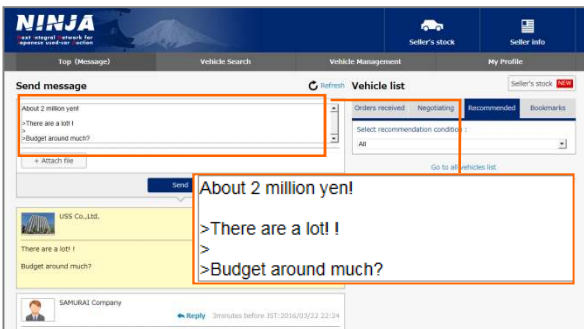 NINJA
Next integral Network for
Japanese used-car Auction
Seller's stock
Seller info
Top (Message)
Vehicle Search
Vehicle Management
My Profile
Send message
Refresh
Vehicle list
Seller's stock NEW
About 2 million yen!
>There are a lot! !
>
>Budget around much?
+ Attach file
Send
Orders received
Negotiating
Recommended
Bookmarks
Select recommendation condition :
All
Go to all vehicles list
About 2 million yen!
>There are a lot! !
>
>Budget around much?
USS Co.,Ltd.
There are a lot! !
Budget around much?
SAMURAI Company
Reply
3minutes before JST:2016/03/22 22:24